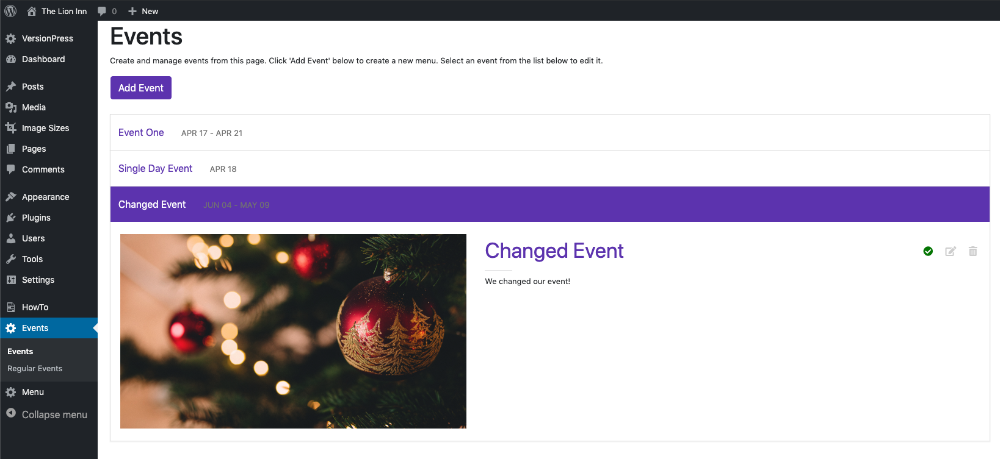 The Lion Inn 0 New
VersionPress
Dashboard
Posts
Media
Image Sizes
Pages
Comments
Appearance
Plugins
Users
Tools
Settings
HowTo
Events
Events
Regular Events
Menu
Collapse menu
Events
Create and manage events from this page. Click 'Add Event' below to create a new menu. Select an event from the list below to edit it.
Add Event
Event One APR 17 - APR 21
Single Day Event APR 18
Changed Event JUN 04 - MAY 09
Changed Event
We changed our event!